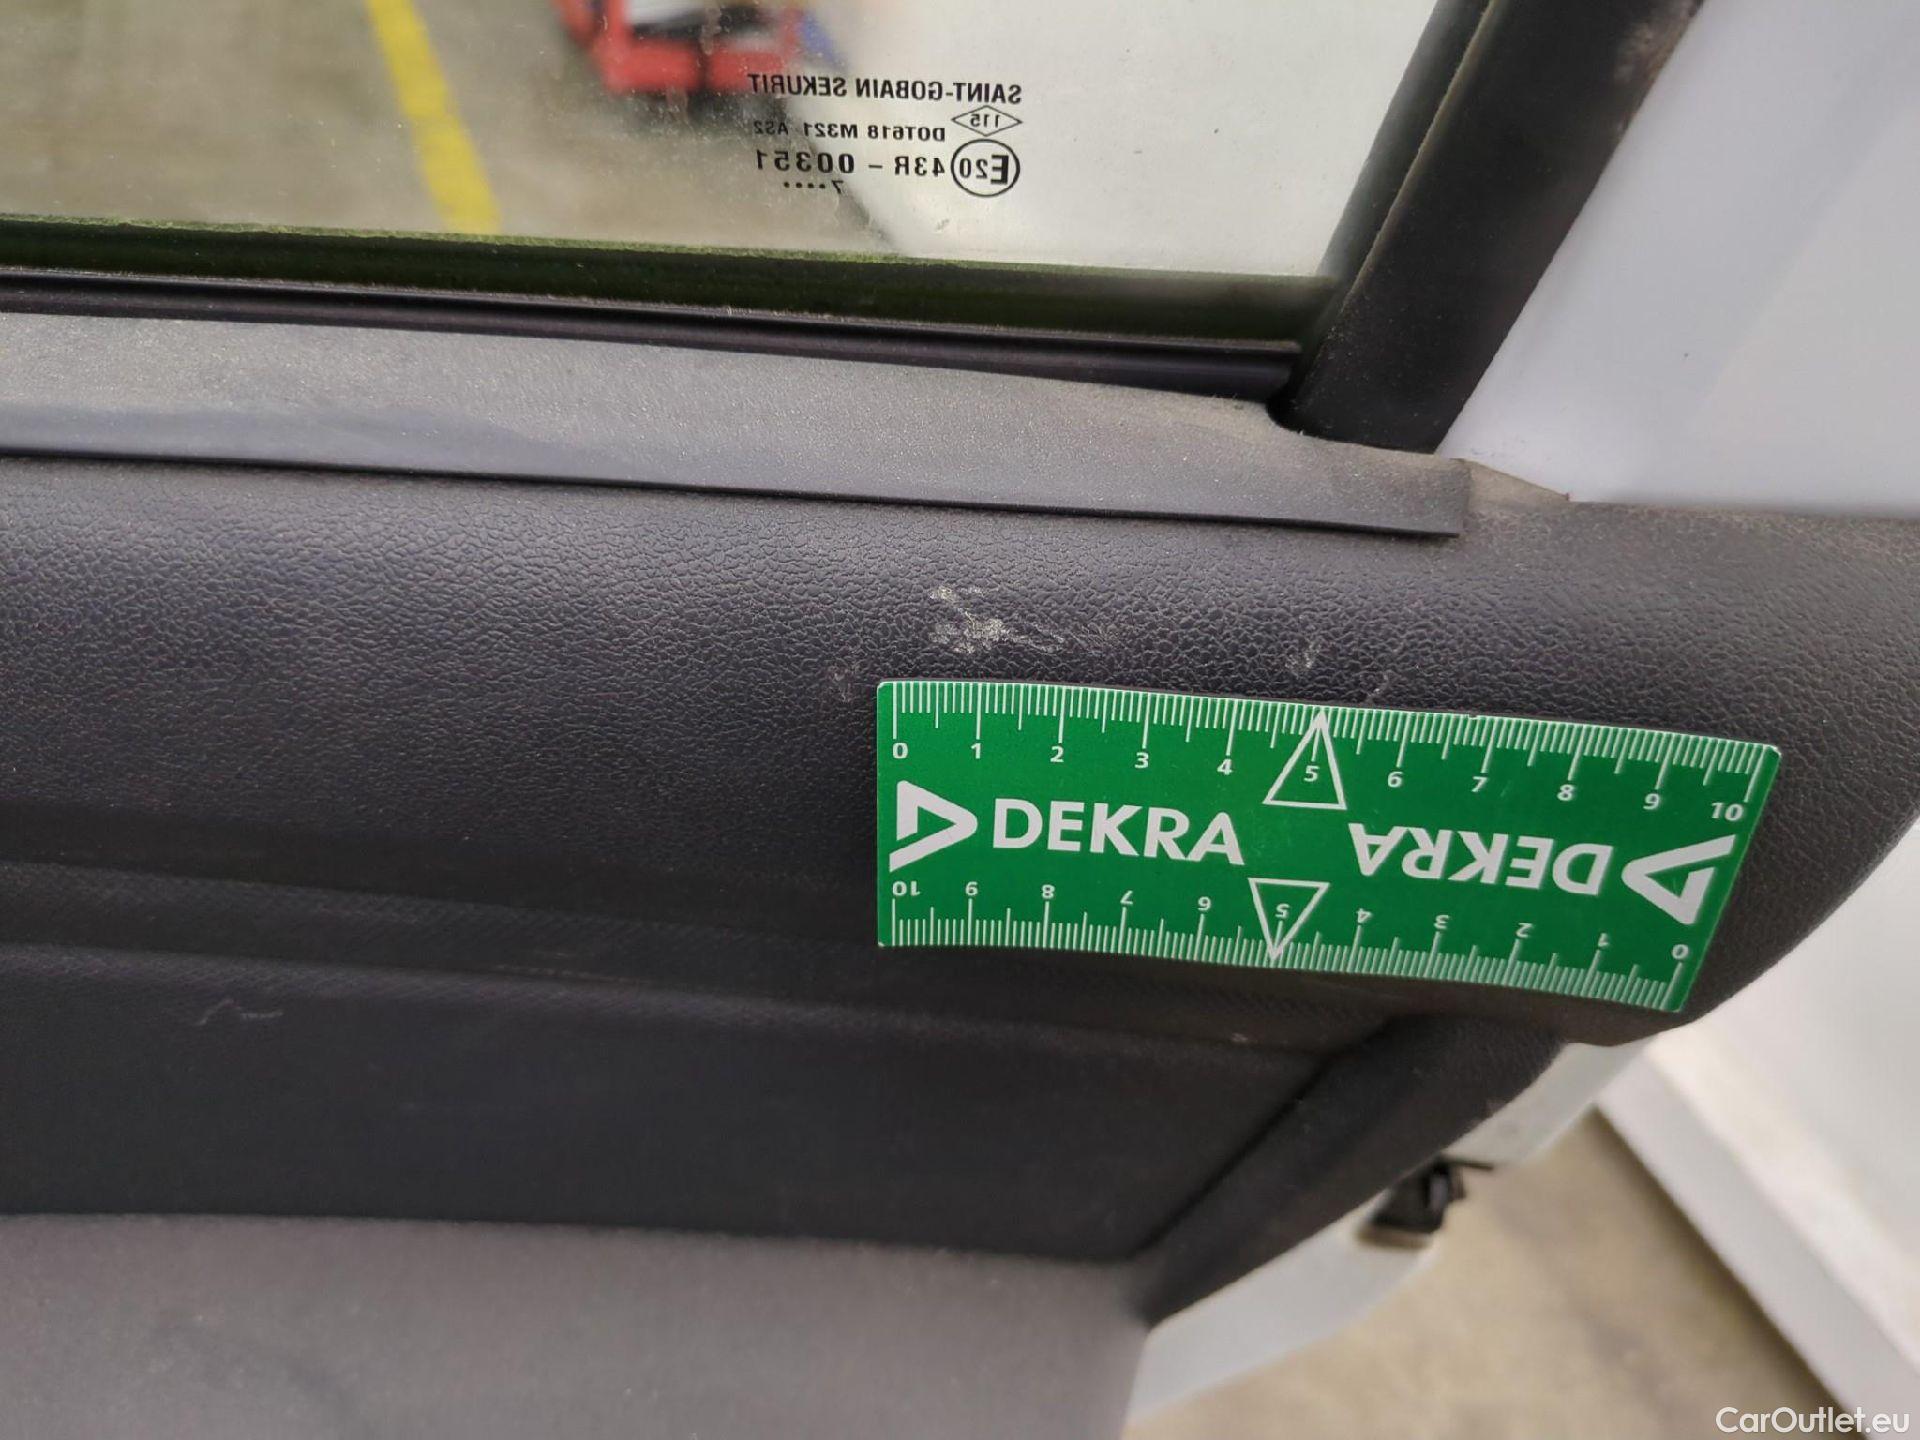 SAINT-GOBAIN SEKURIT
115
DOT618 M321 AS2
E20 43R - 00351
7••••
0 1 2 3 4 5 6 7 8 9 10
DEKRA
DEKRA
10 9 8 7 6 5 4 3 2 1 0
CarOutlet.eu